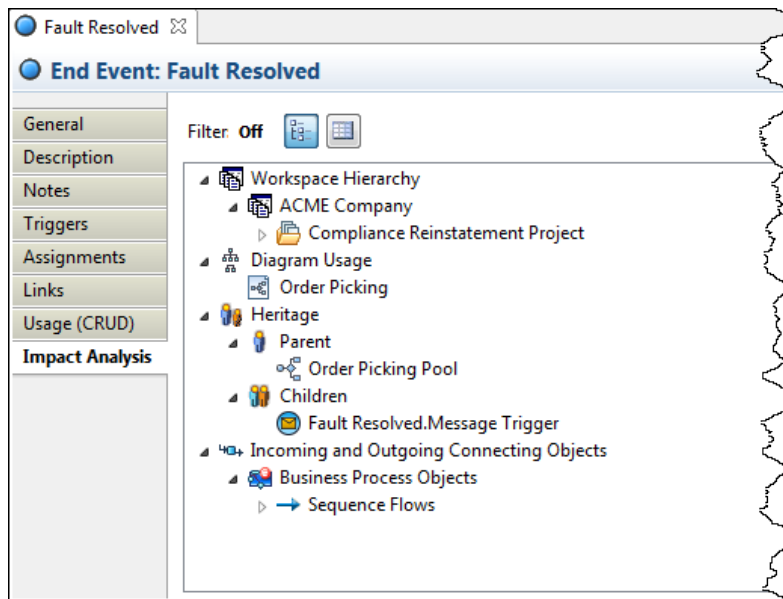 Fault Resolved
End Event: Fault Resolved
General
Description
Notes
Triggers
Assignments
Links
Usage (CRUD)
Impact Analysis
Filter: Off
Workspace Hierarchy
ACME Company
Compliance Reinstatement Project
Diagram Usage
Order Picking
Heritage
Parent
Order Picking Pool
Children
Fault Resolved.Message Trigger
Incoming and Outgoing Connecting Objects
Business Process Objects
Sequence Flows